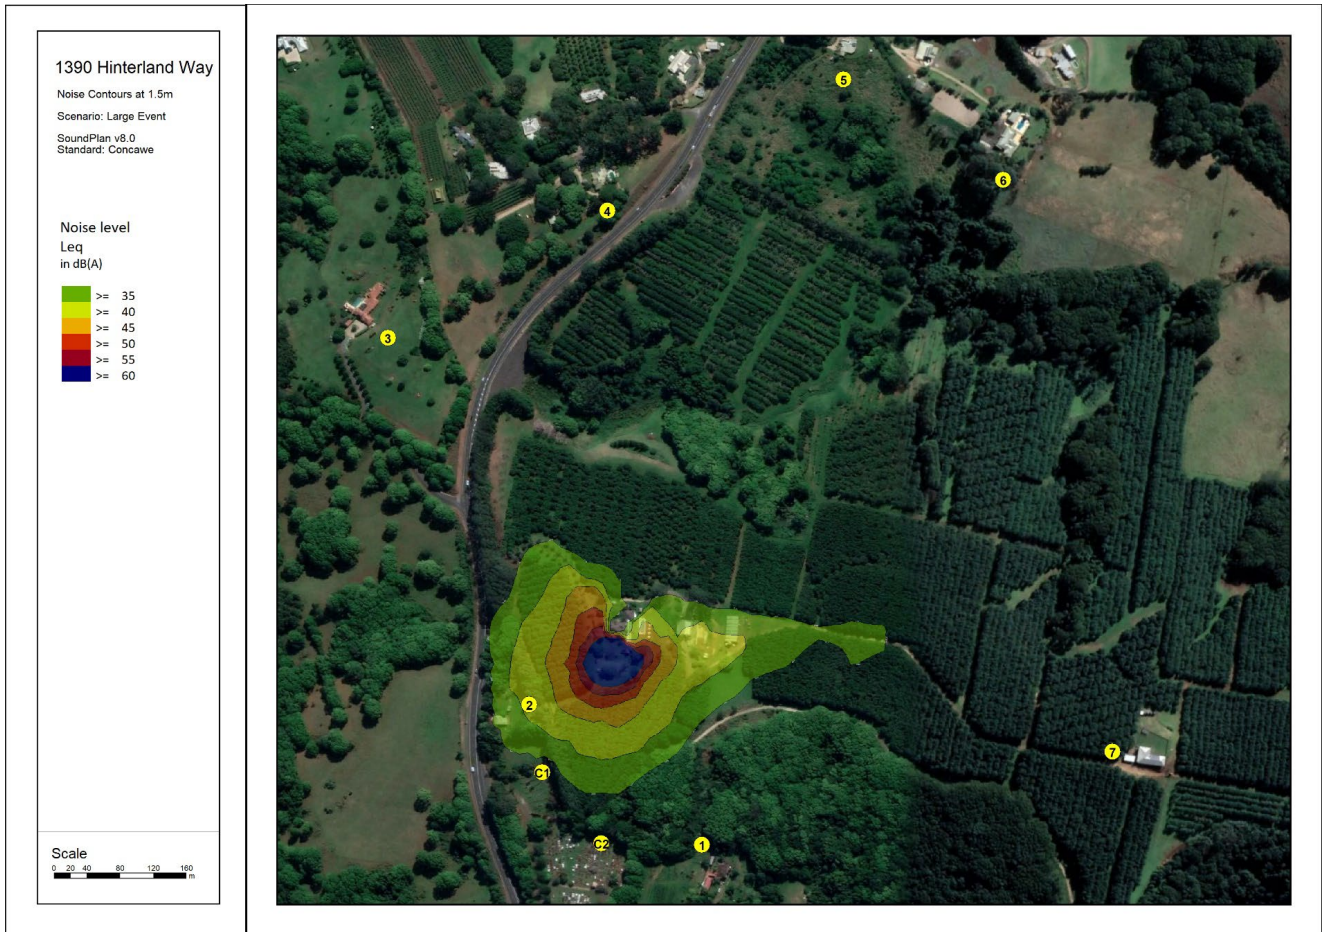 1390 Hinterland Way
Noise Contours at 1.5m
Scenario: Large Event
SoundPlan v8.0
Standard: Concawe
Noise level
Leq
in dB(A)
>= 35
>= 40
>= 45
>= 50
>= 55
>= 60
Scale
0 20 40 80 120 160
m
5
6
4
3
2
C1
7
C2
1